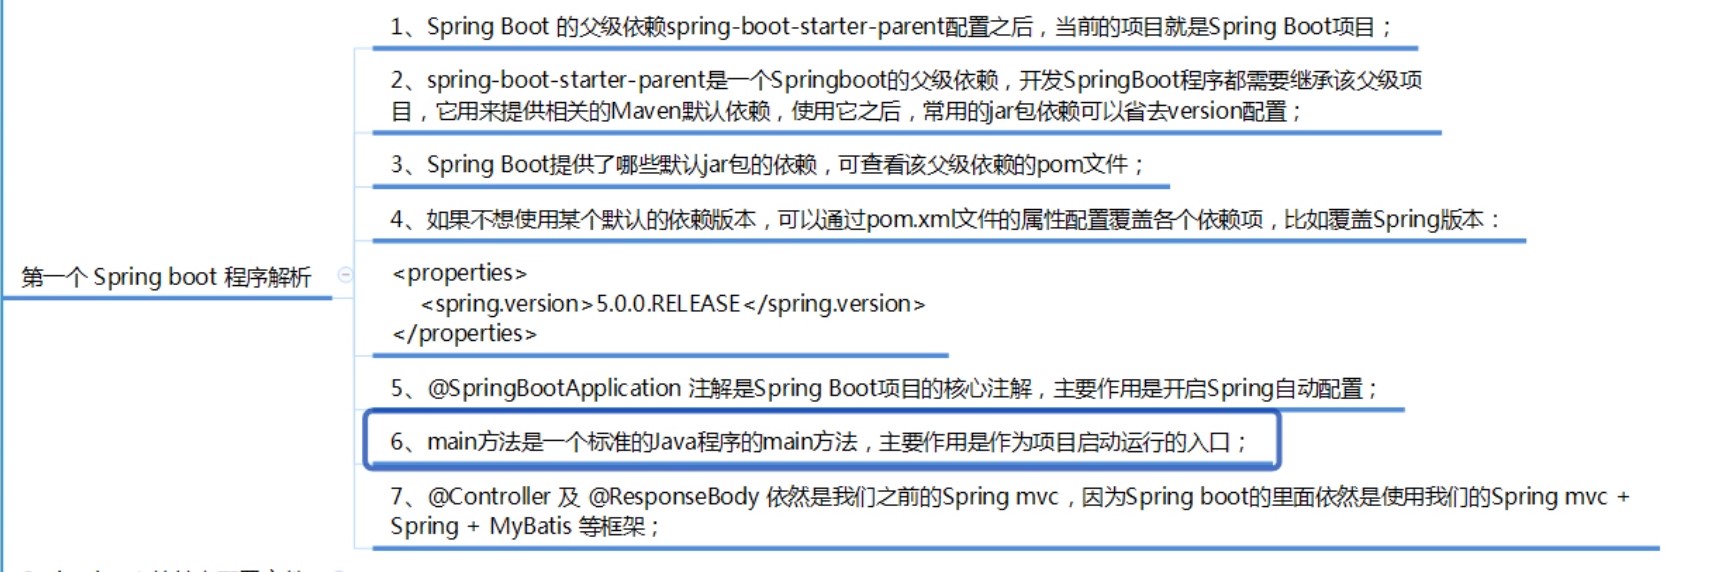 1、Spring Boot 的父级依赖spring-boot-starter-parent配置之后，当前的项目就是Spring Boot项目；
2、spring-boot-starter-parent是一个Springboot的父级依赖，开发SpringBoot程序都需要继承该父级项
目，它用来提供相关的Maven默认依赖，使用它之后，常用的jar包依赖可以省去version配置；
3、Spring Boot提供了哪些默认jar包的依赖，可查看该父级依赖的pom文件；
4、如果不想使用某个默认的依赖版本，可以通过pom.xml文件的属性配置覆盖各个依赖项，比如覆盖Spring版本：
第一个 Spring boot 程序解析
<properties>
<spring.version>5.0.0.RELEASE</spring.version>
</properties>
5、@SpringBootApplication 注解是Spring Boot项目的核心注解，主要作用是开启Spring自动配置；
6、main方法是一个标准的Java程序的main方法，主要作用是作为项目启动运行的入口；
7、@Controller 及 @ResponseBody 依然是我们之前的Spring mvc，因为Spring boot的里面依然是使用我们的Spring mvc +
Spring + MyBatis 等框架；